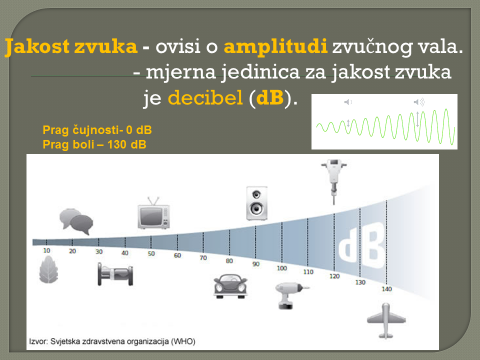 Jakost zvuka - ovisi o amplitudi zvučnog vala.
- mjerna jedinica za jakost zvuka
je decibel (dB).
Prag čujnosti- 0 dB
Prag boli – 130 dB
dB
10 20 30 40 50 60 70 80 90 100 110 120 130 140
Izvor: Svjetska zdravstvena organizacija (WHO)